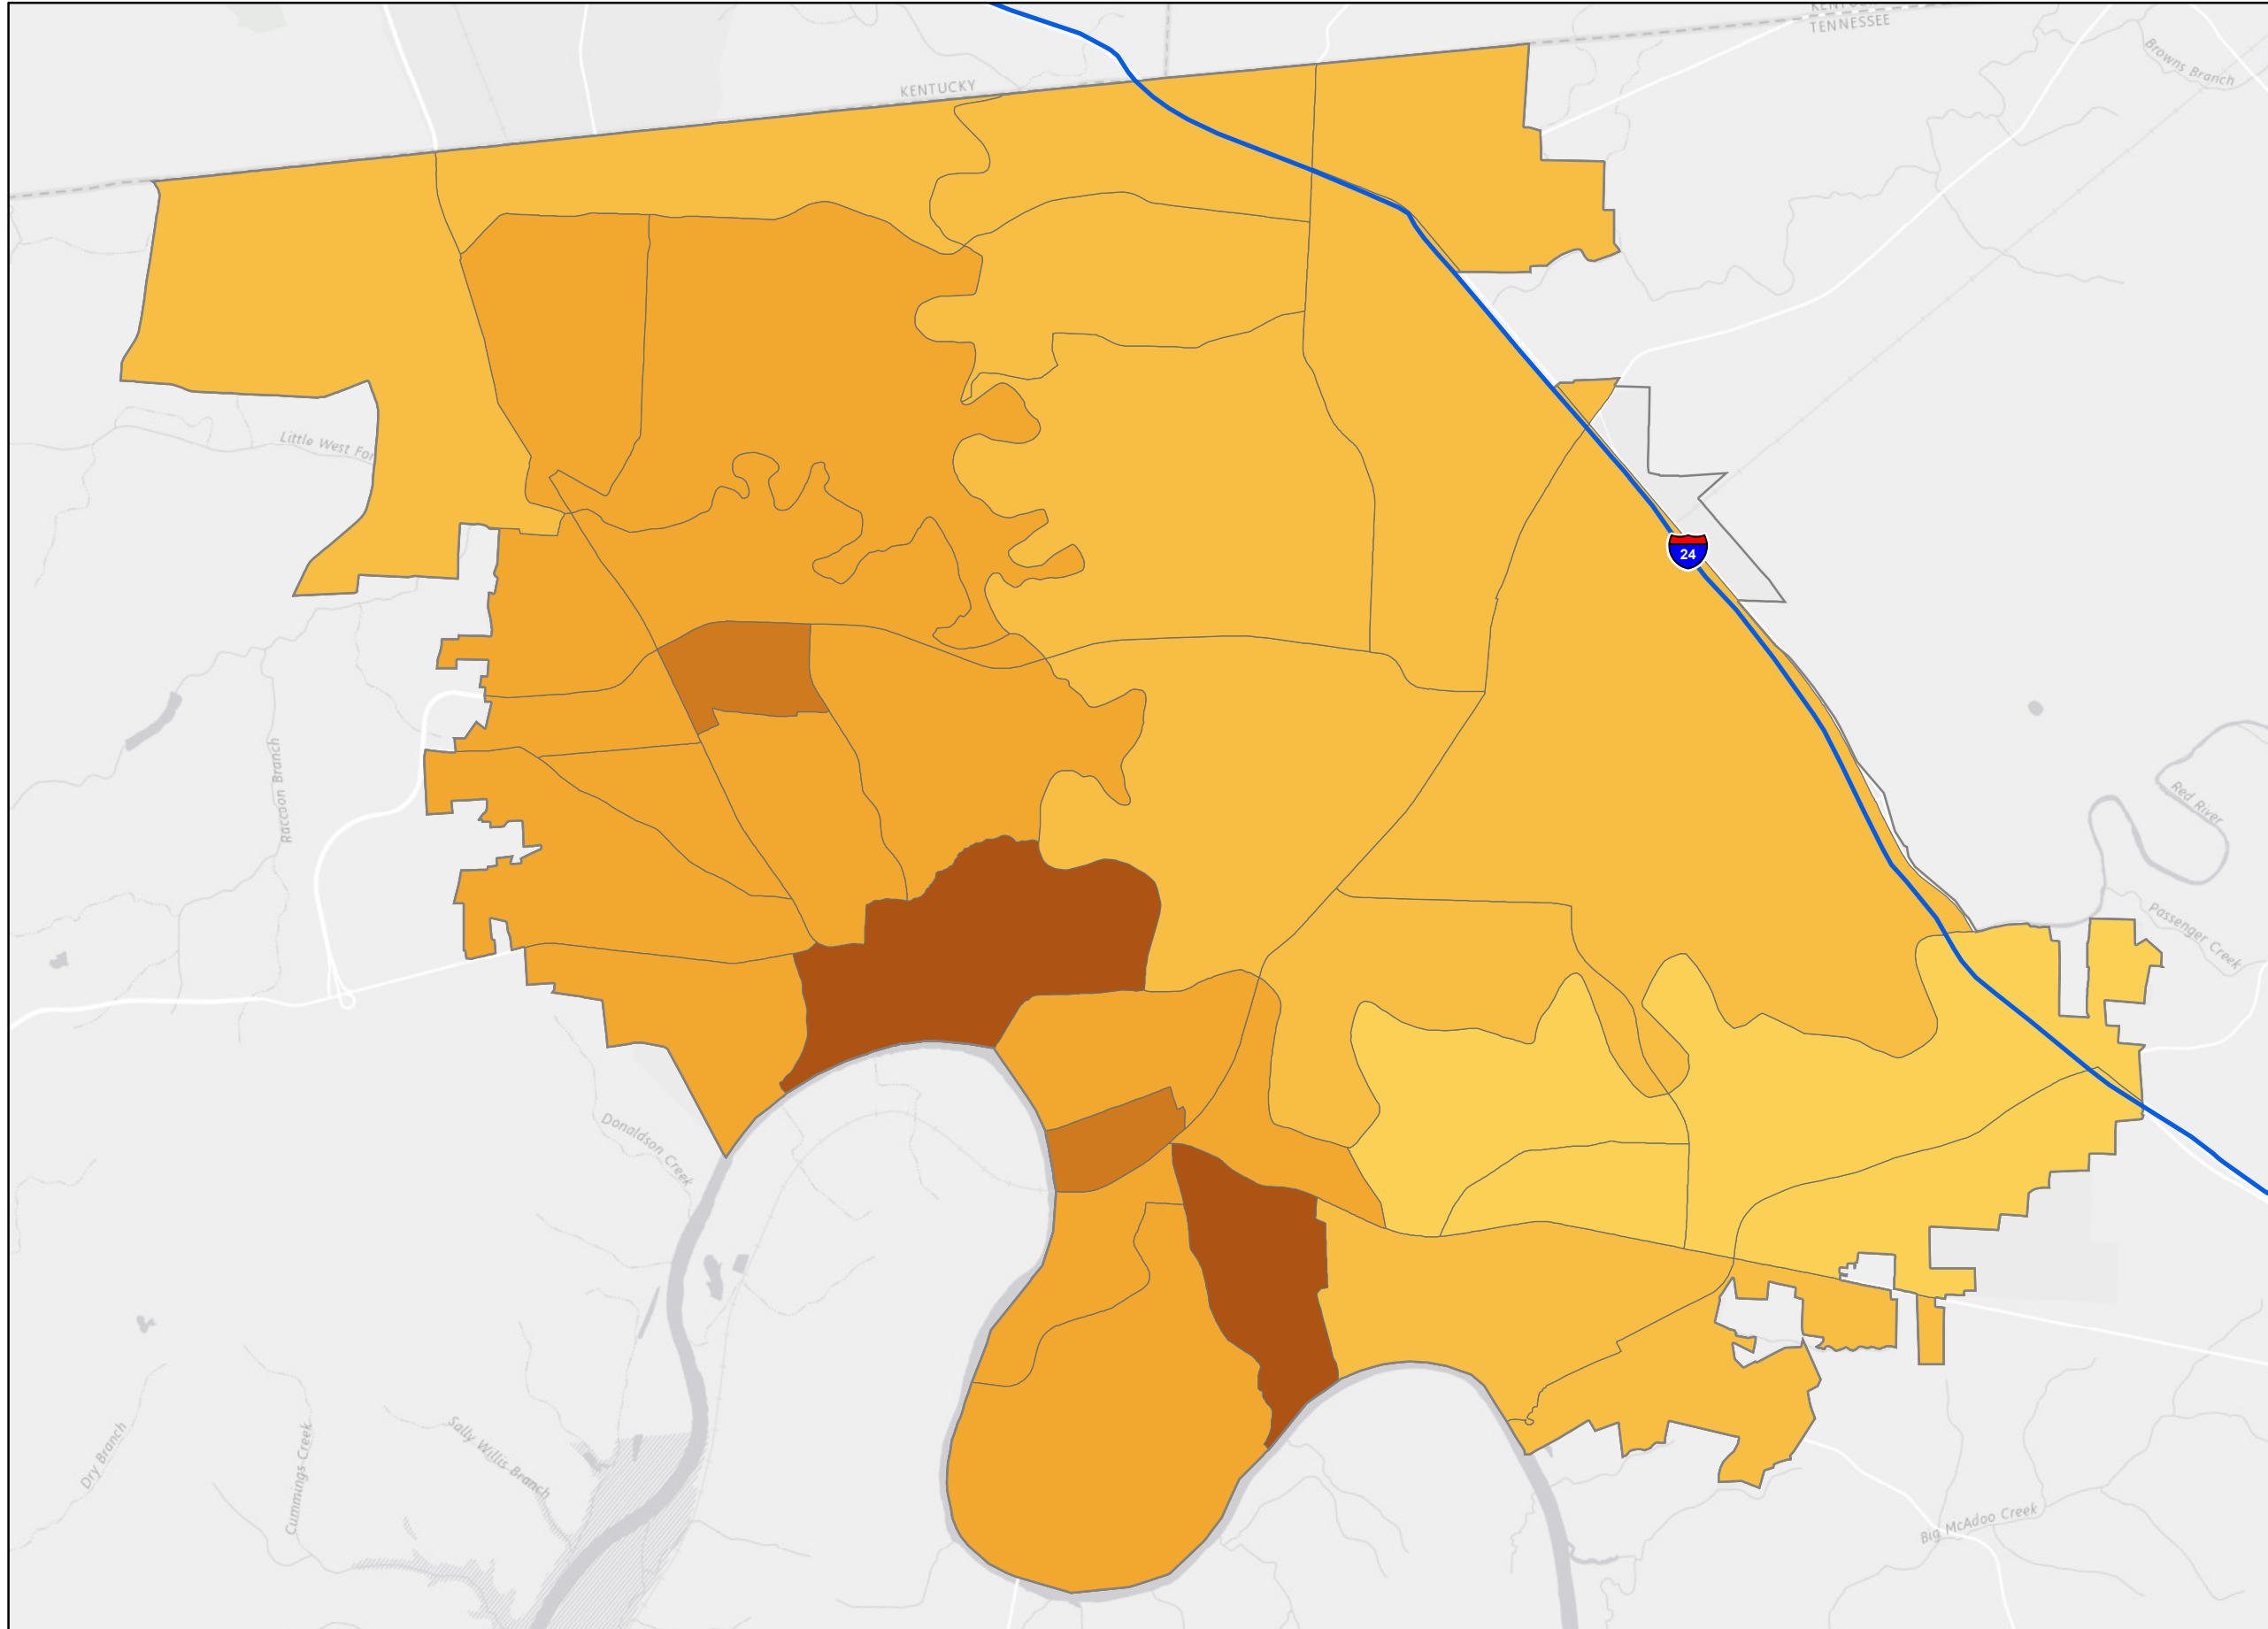 TENNESSEE
Browns Branch
KENTUCKY
Little West For
24
Raccoon Branch
Red River
Passenger Creek
Donaldson Creek
Dry Branch
Cummings Creek
Sally Willis Branch
Big McAdoo Creek